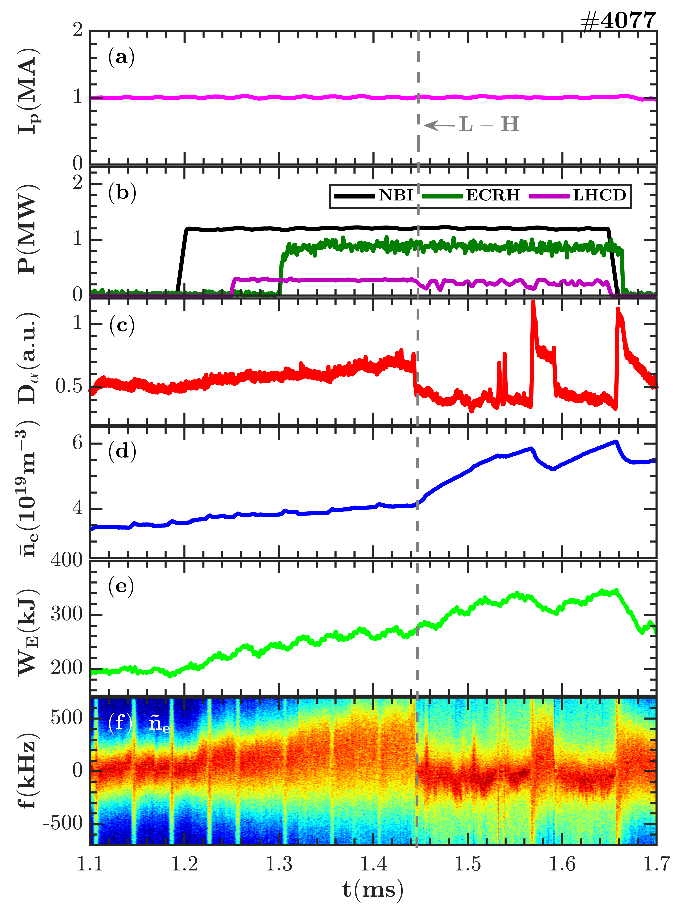 #4077
2
(a)
I_p(MA)
1
L − H
0
2
(b)
NBI ECRH LHCD
P(MW)
1
0
(c)
1
D_α(a.u.)
0.5
6
(d)
n̄_e(10^19 m^−3)
4
400
(e)
W_E(kJ)
300
200
(f) ñ_e
500
f(kHz)
0
-500
1.1 1.2 1.3 1.4 1.5 1.6 1.7
t(ms)